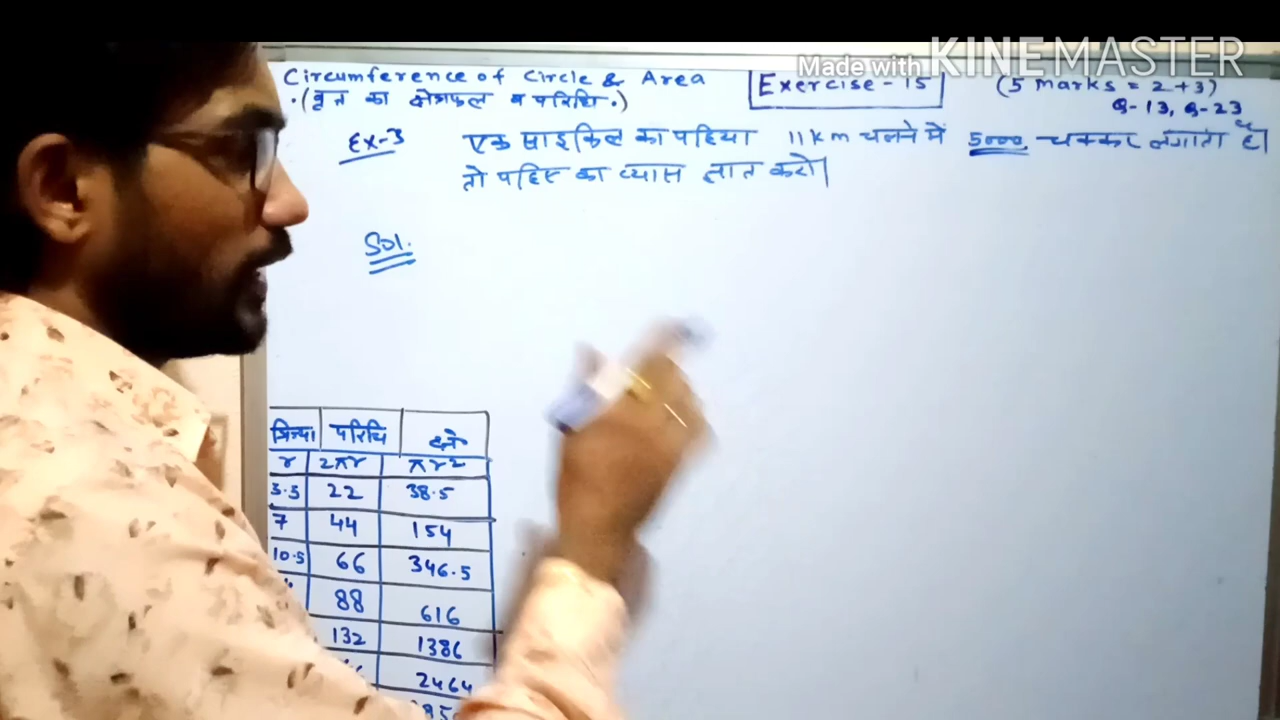 Made with KINEMASTER
Circumference of Circle & Area
(वृत का क्षेत्रफल व परिधि.)
Exercise-15
(5 marks = 2+3)
Q-13, Q-23
Ex-3 एक साइकिल का पहिया 11km चलने में 5000 चक्कर लगाता है।
तो पहिए का व्यास ज्ञात करो।
Sol.
त्रिज्या परिधि क्षे०
r 2πr πr²
3.5 22 38.5
7 44 154
10.5 66 346.5
88 616
132 1386
2464